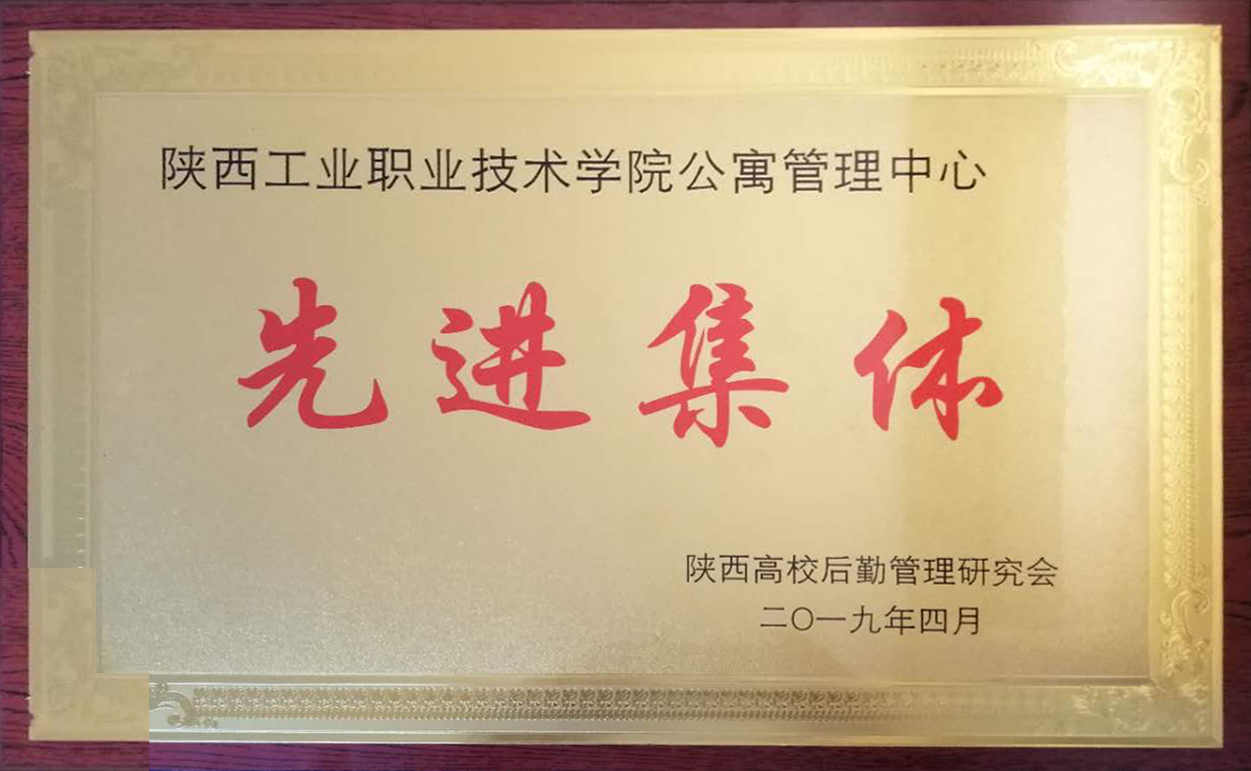 陕西工业职业技术学院公寓管理中心
先进集体
陕西高校后勤管理研究会
二〇一九年四月